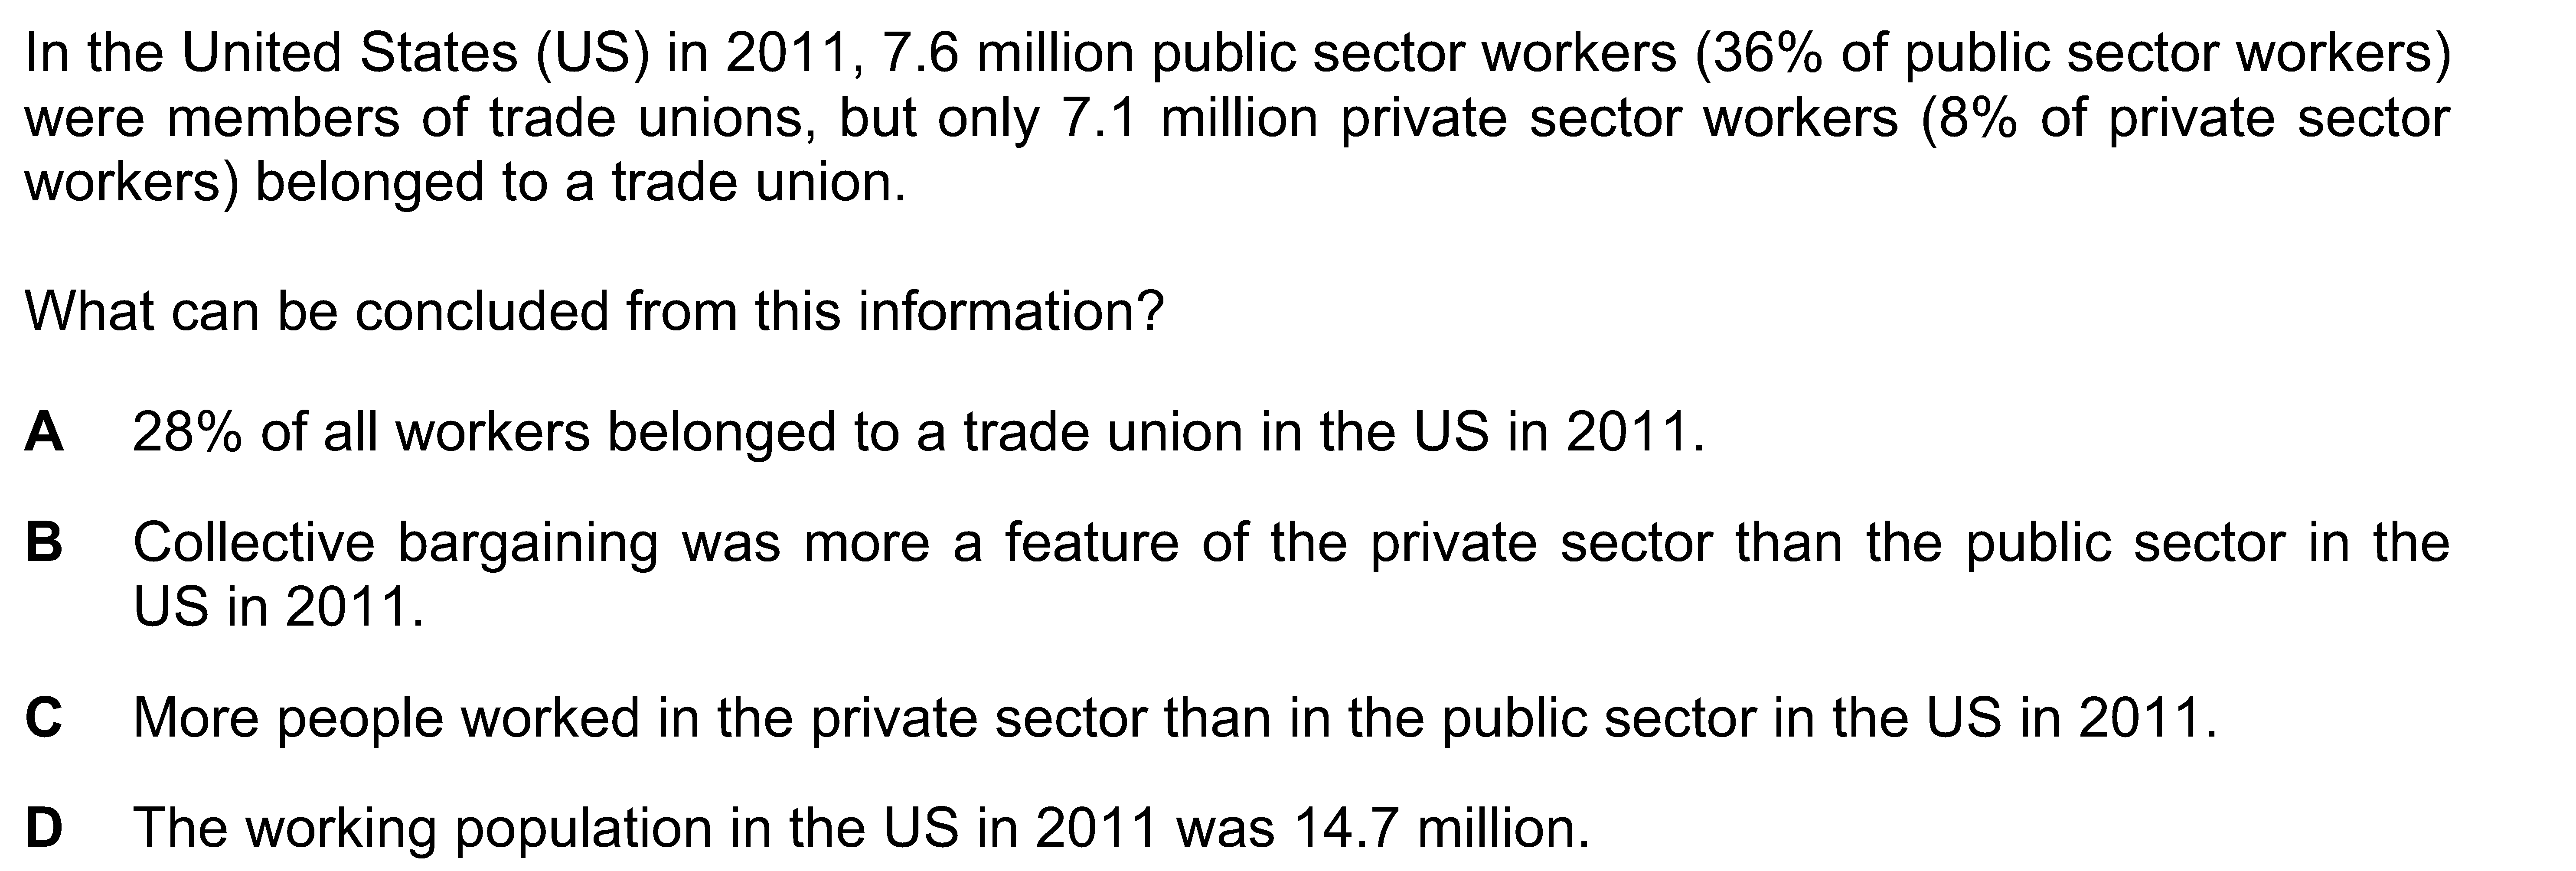 In the United States (US) in 2011, 7.6 million public sector workers (36% of public sector workers)
were members of trade unions, but only 7.1 million private sector workers (8% of private sector
workers) belonged to a trade union.
What can be concluded from this information?
A 28% of all workers belonged to a trade union in the US in 2011.
B Collective bargaining was more a feature of the private sector than the public sector in the
US in 2011.
C More people worked in the private sector than in the public sector in the US in 2011.
D The working population in the US in 2011 was 14.7 million.